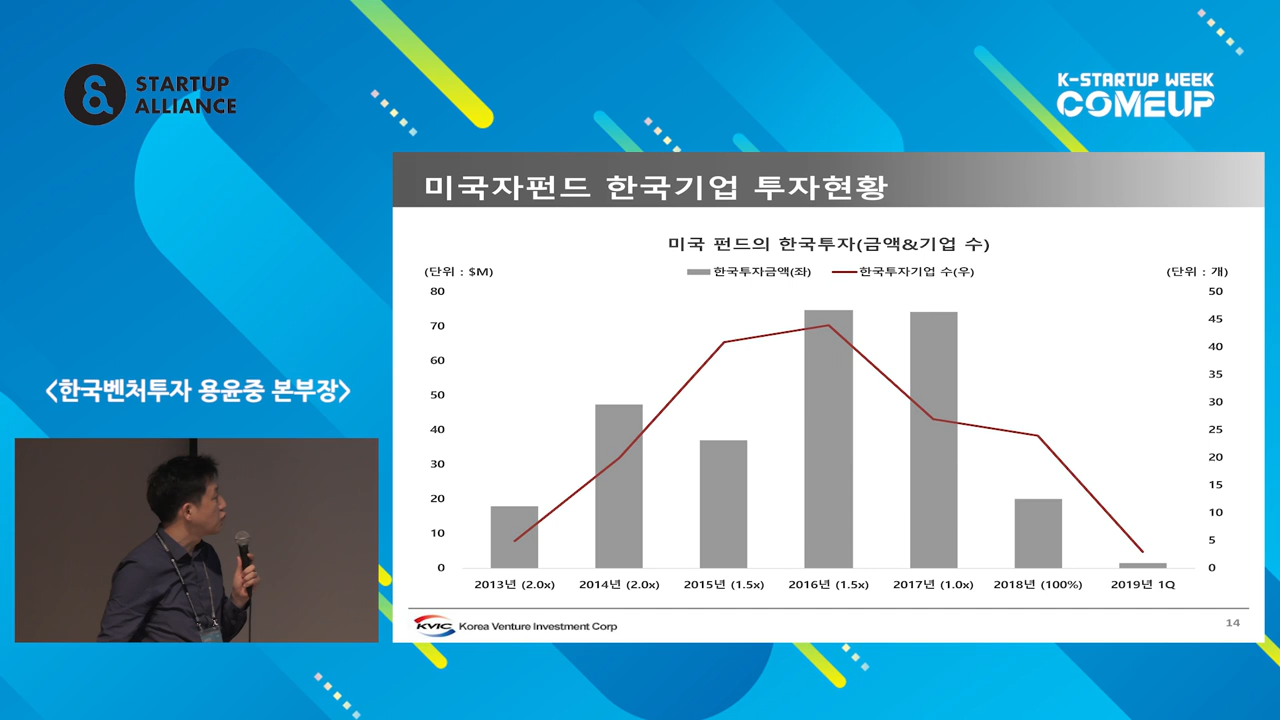 STARTUP
ALLIANCE
K-STARTUP WEEK
COMEUP
미국자펀드 한국기업 투자현황
미국 펀드의 한국투자(금액&기업 수)
(단위 : $M)
한국투자금액(좌)
한국투자기업 수(우)
(단위 : 개)
80
70
60
50
40
30
20
10
0
50
45
40
35
30
25
20
15
10
5
0
2013년 (2.0x)
2014년 (2.0x)
2015년 (1.5x)
2016년 (1.5x)
2017년 (1.0x)
2018년 (100%)
2019년 1Q
KVIC Korea Venture Investment Corp
14
<한국벤처투자 용윤중 본부장>